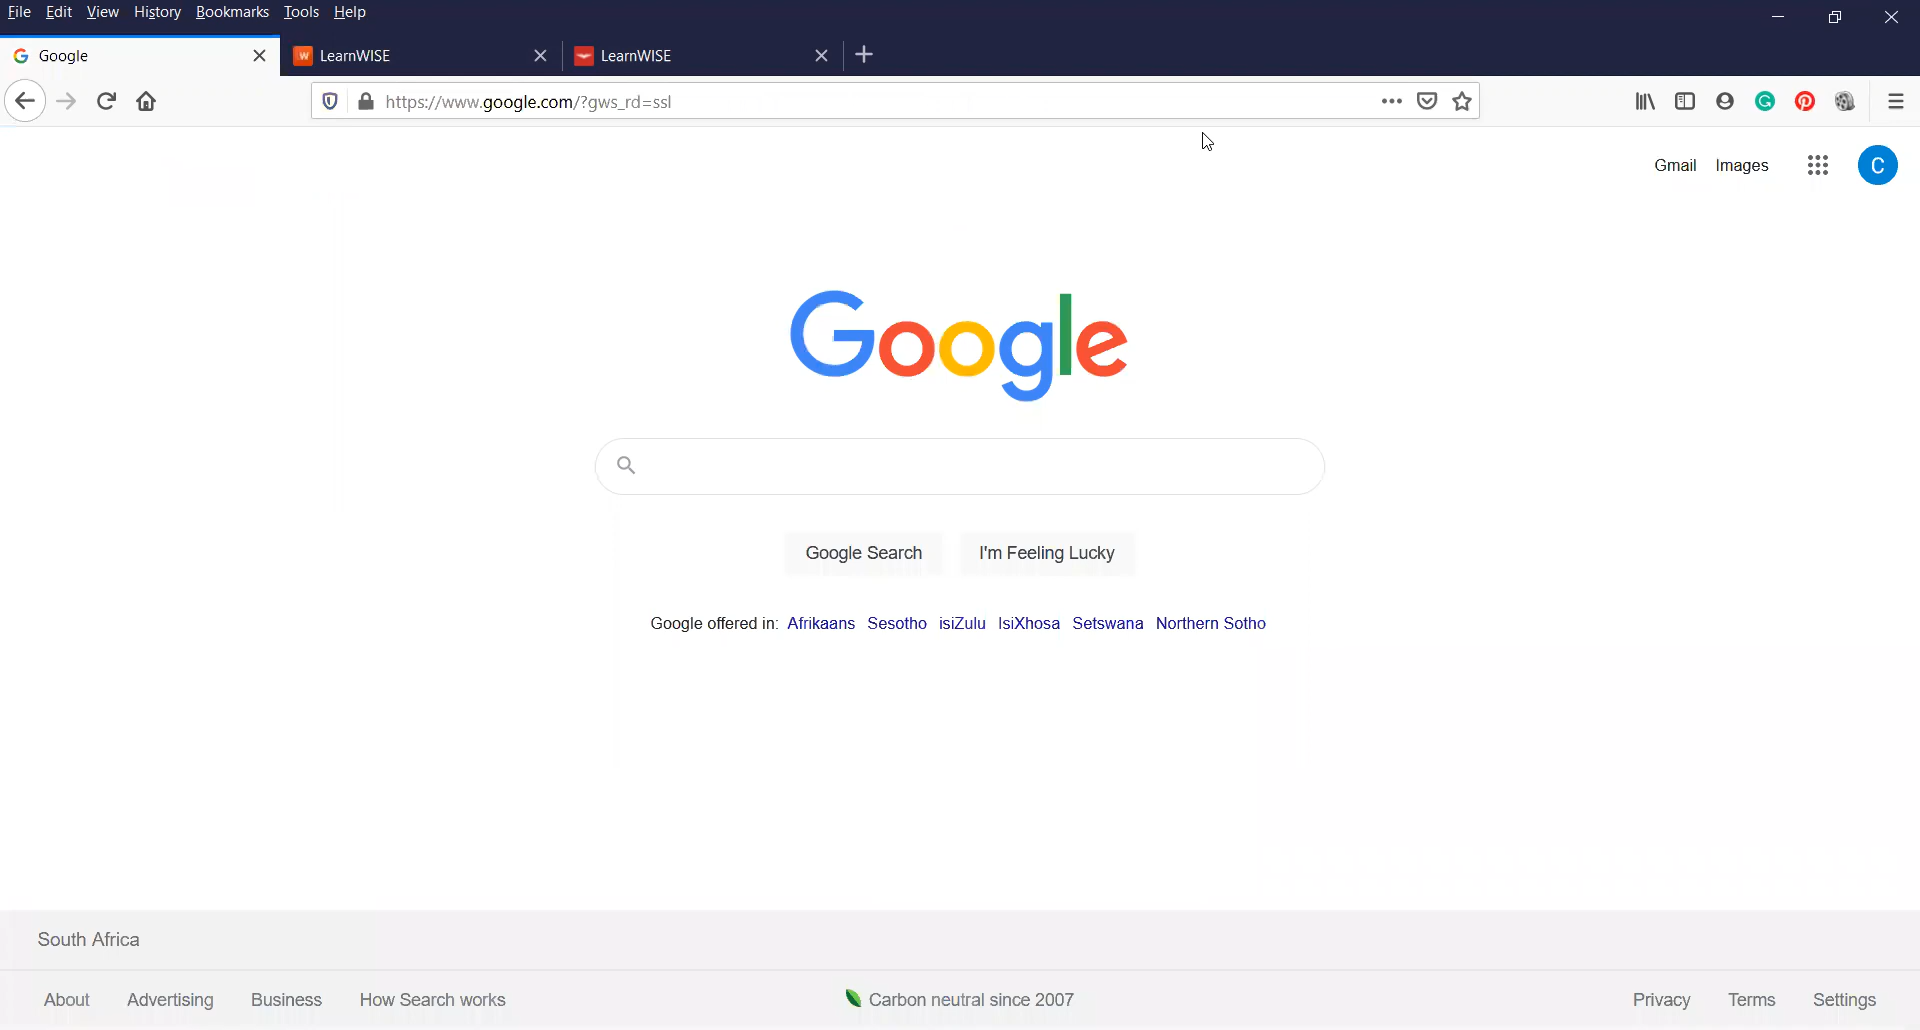 File Edit View History Bookmarks Tools Help
Google LearnWISE LearnWISE
https://www.google.com/?gws_rd=ssl
Gmail Images C
Google
Google Search I'm Feeling Lucky
Google offered in: Afrikaans Sesotho isiZulu IsiXhosa Setswana Northern Sotho
South Africa
About Advertising Business How Search works Carbon neutral since 2007 Privacy Terms Settings